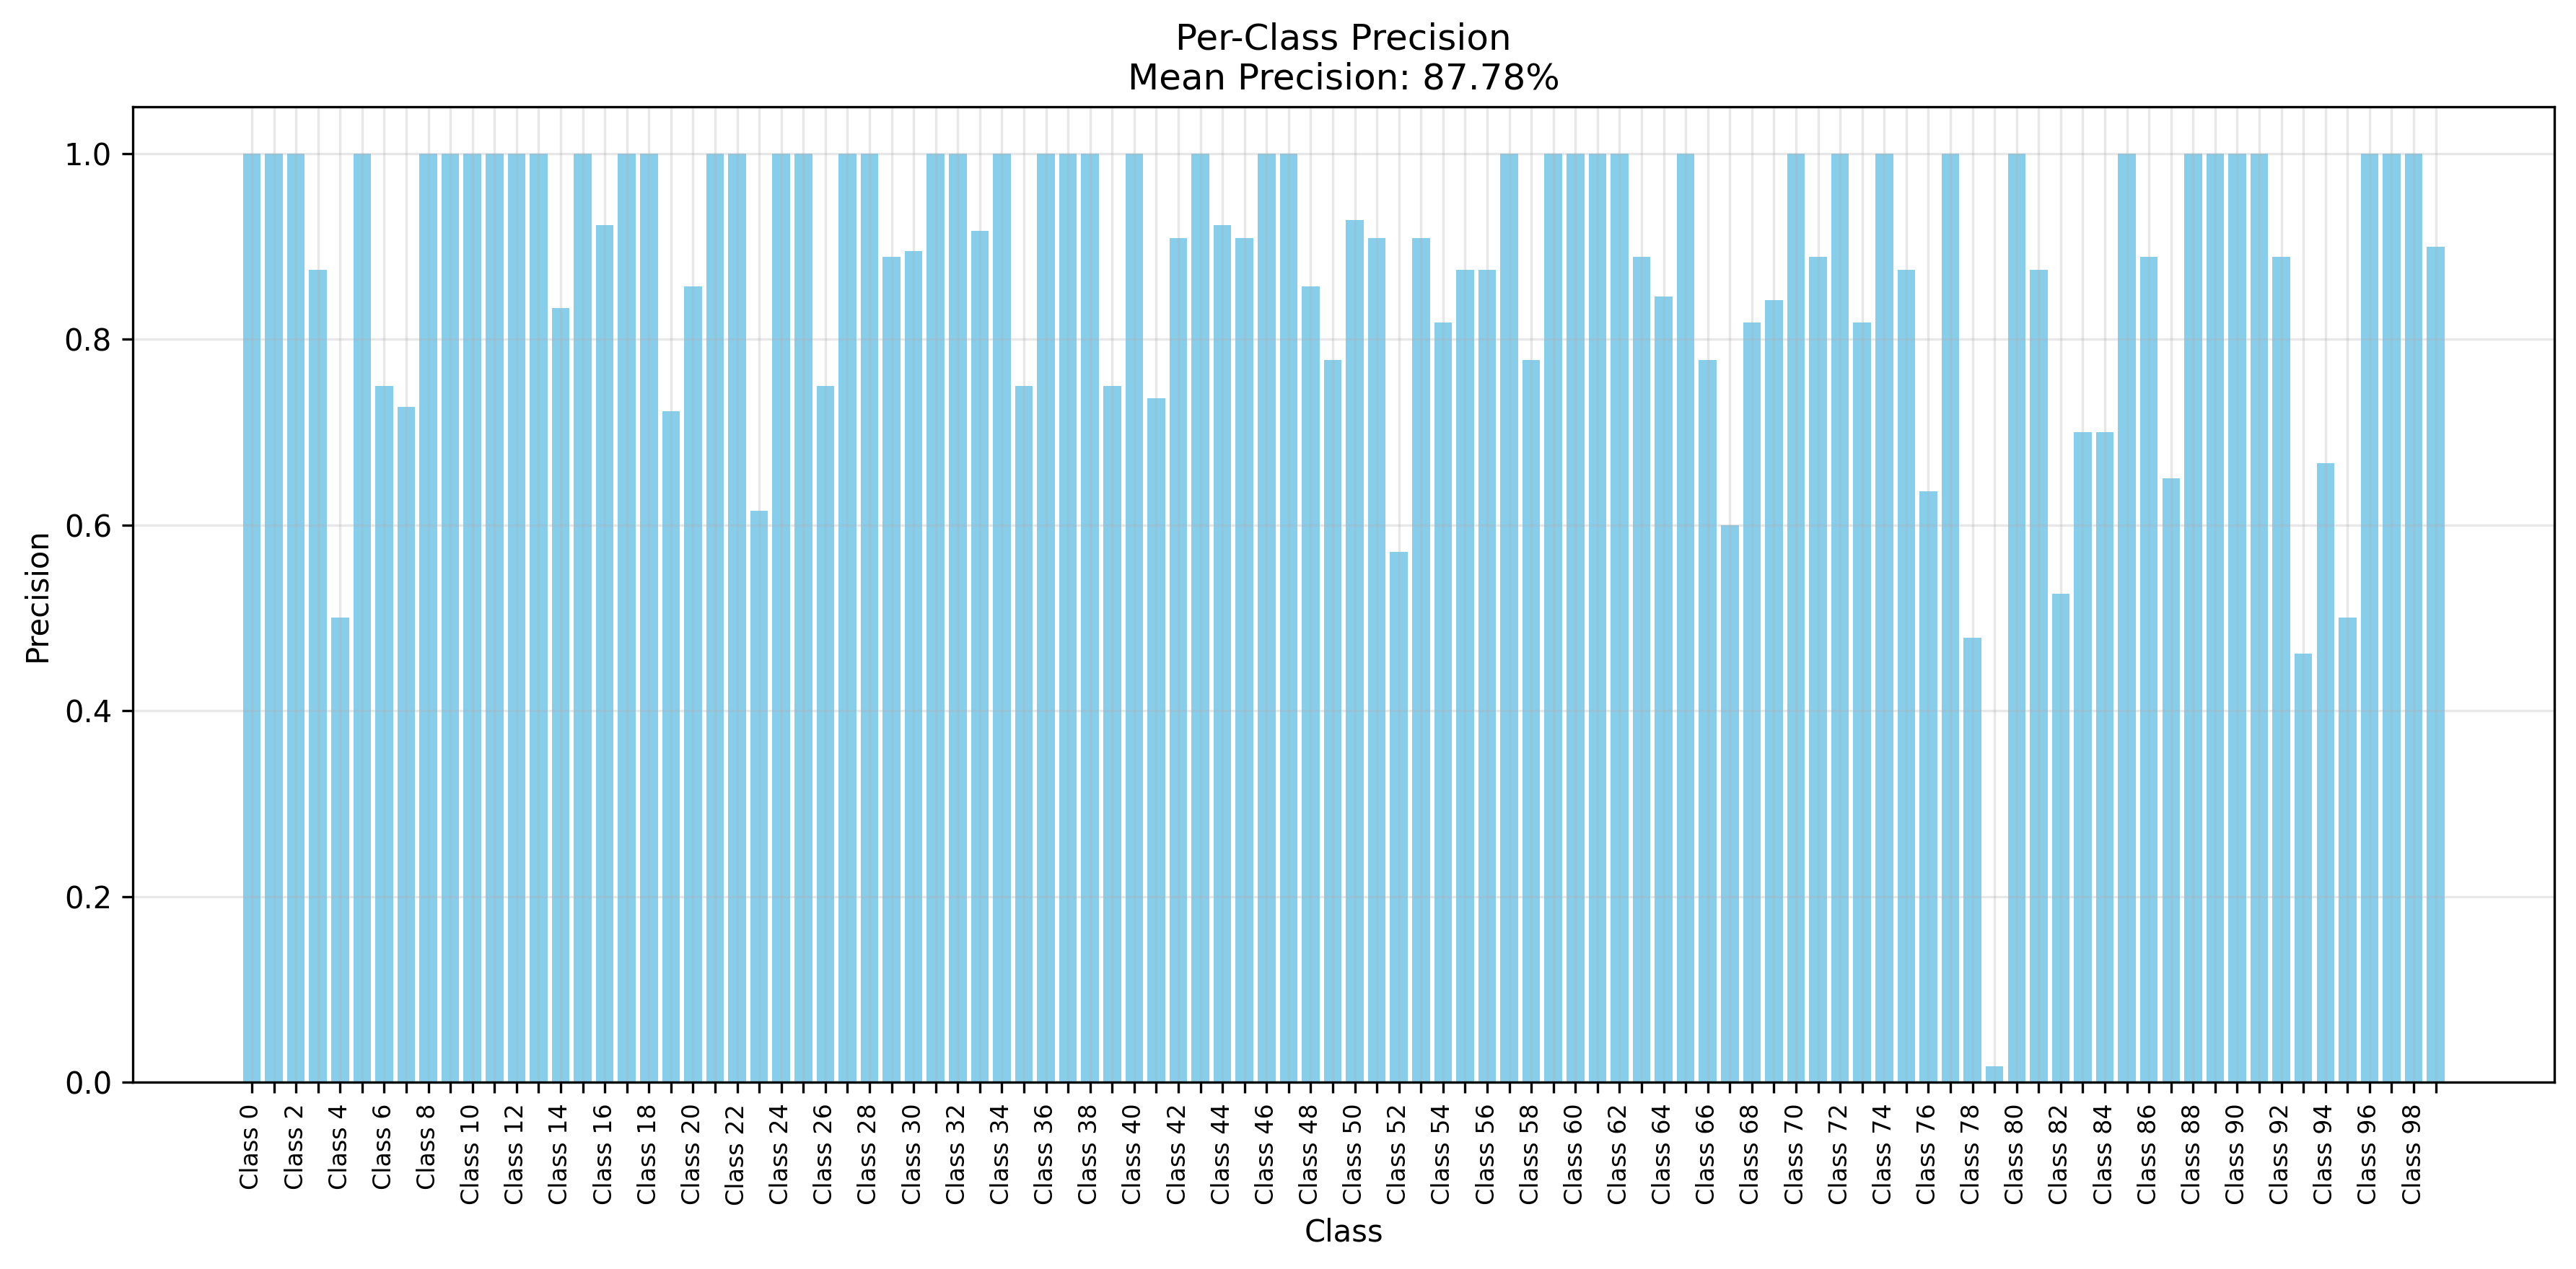 Per-Class Precision
Mean Precision: 87.78%
1.0
0.8
0.6
0.4
0.2
0.0
Precision
Class 0
Class 2
Class 4
Class 6
Class 8
Class 10
Class 12
Class 14
Class 16
Class 18
Class 20
Class 22
Class 24
Class 26
Class 28
Class 30
Class 32
Class 34
Class 36
Class 38
Class 40
Class 42
Class 44
Class 46
Class 48
Class 50
Class 52
Class 54
Class 56
Class 58
Class 60
Class 62
Class 64
Class 66
Class 68
Class 70
Class 72
Class 74
Class 76
Class 78
Class 80
Class 82
Class 84
Class 86
Class 88
Class 90
Class 92
Class 94
Class 96
Class 98
Class